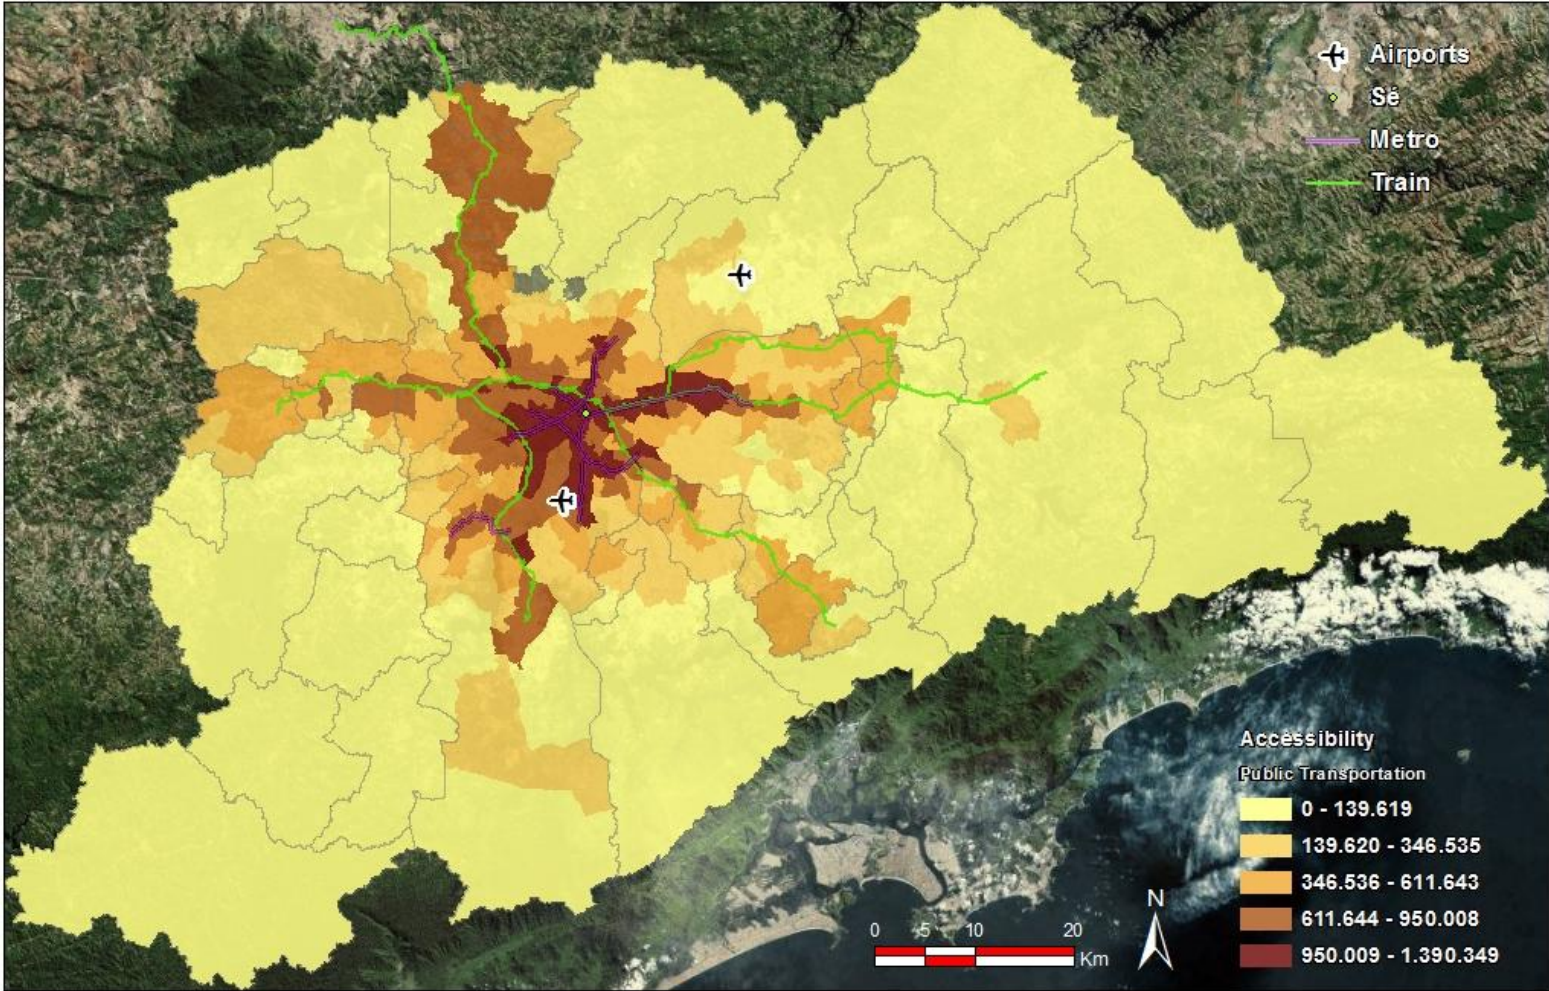 Airports
Sé
Metro
Train
Accessibility
Public Transportation
0 - 139.619
139.620 - 346.535
346.536 - 611.643
611.644 - 950.008
950.009 - 1.390.349
N
0 5 10 20
Km